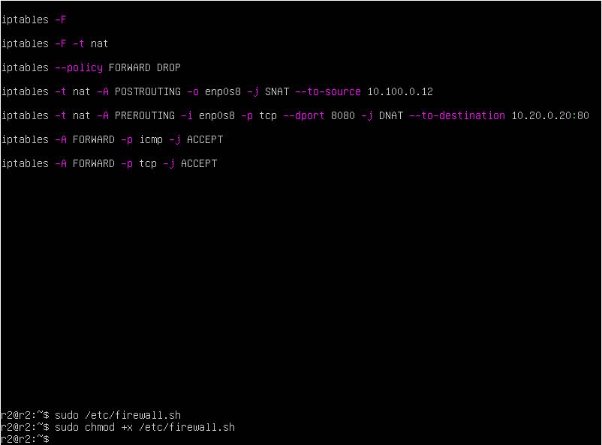 iptables -F
iptables -F -t nat
iptables --policy FORWARD DROP
iptables -t nat -A POSTROUTING -o enp0s8 -j SNAT --to-source 10.100.0.12
iptables -t nat -A PREROUTING -i enp0s8 -p tcp --dport 8080 -j DNAT --to-destination 10.20.0.20:80
iptables -A FORWARD -p icmp -j ACCEPT
iptables -A FORWARD -p tcp -j ACCEPT
r2@r2:~$ sudo /etc/firewall.sh
r2@r2:~$ sudo chmod +x /etc/firewall.sh
r2@r2:~$